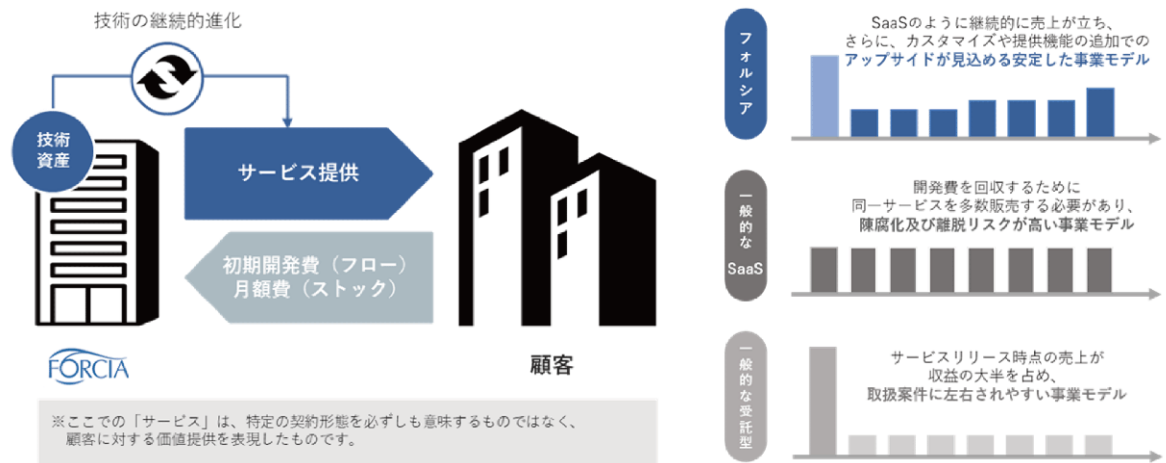 技術の継続的進化
技術
資産
サービス提供
初期開発費（フロー）
月額費（ストック）
FORCIA
顧客
※ここでの「サービス」は、特定の契約形態を必ずしも意味するものではなく、
顧客に対する価値提供を表現したものです。
フォルシア
SaaSのように継続的に売上が立ち、
さらに、カスタマイズや提供機能の追加での
アップサイドが見込める安定した事業モデル
一般的な
SaaS
開発費を回収するために
同一サービスを多数販売する必要があり、
陳腐化及び離脱リスクが高い事業モデル
一般的な受託型
サービスリリース時点の売上が
収益の大半を占め、
取扱案件に左右されやすい事業モデル